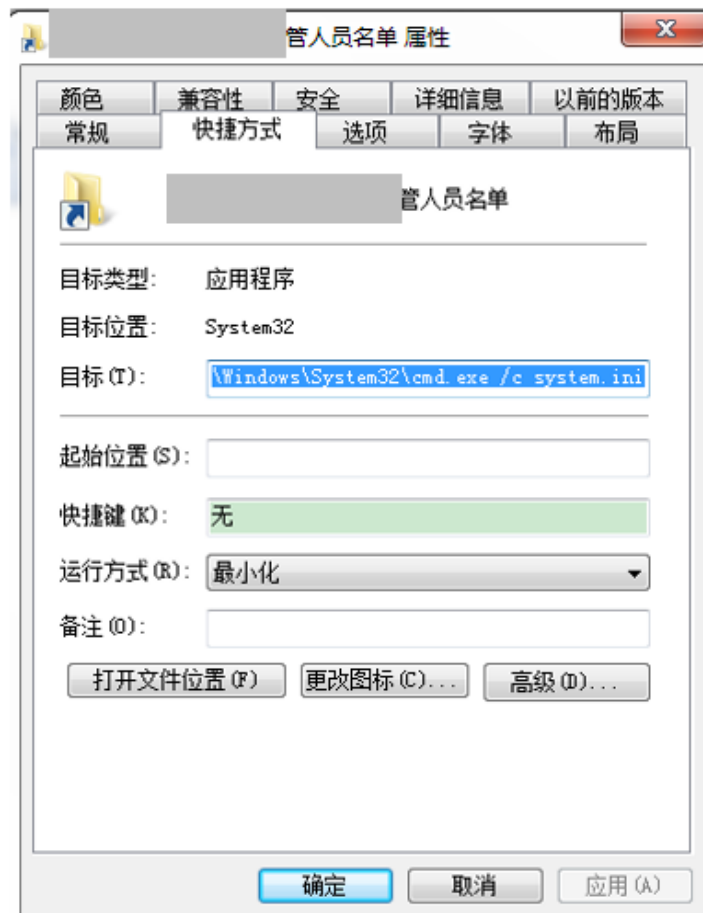 管人员名单 属性
颜色 兼容性 安全 详细信息 以前的版本
常规 快捷方式 选项 字体 布局
管人员名单
目标类型: 应用程序
目标位置: System32
目标(T): \Windows\System32\cmd.exe /c system.ini
起始位置(S):
快捷键(K): 无
运行方式(R): 最小化
备注(O):
打开文件位置(F) 更改图标(C)... 高级(D)...
确定 取消 应用(A)